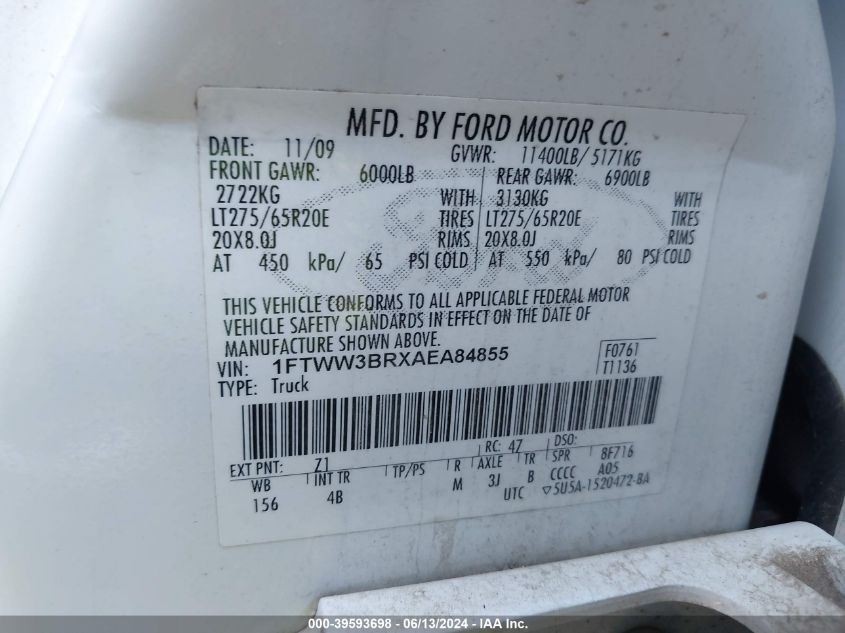 MFD. BY FORD MOTOR CO.
DATE: 11/09 GVWR: 11400LB/ 5171KG
FRONT GAWR: 6000LB REAR GAWR: 6900LB
2722KG WITH 3130KG WITH
LT275/65R20E TIRES LT275/65R20E TIRES
20X8.0J RIMS 20X8.0J RIMS
AT 450 kPa/ 65 PSI COLD AT 550 kPa/ 80 PSI COLD
THIS VEHICLE CONFORMS TO ALL APPLICABLE FEDERAL MOTOR
VEHICLE SAFETY STANDARDS IN EFFECT ON THE DATE OF
MANUFACTURE SHOWN ABOVE.
VIN: 1FTWW3BRXAEA84855 F0761
TYPE: Truck T1136
EXT PNT: Z1 RC: 47 DSO:
WB INT TR TP/PS R AXLE TR SPR 8F716
156 4B M 3J B CCCC A05
UTC ▽5U5A-1520472-BA
000-39593698 - 06/13/2024 - IAAI.com